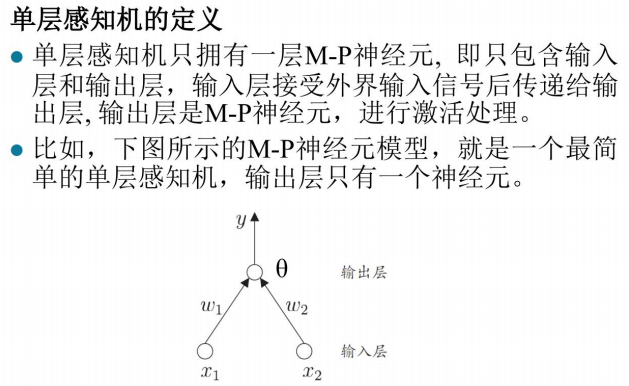 单层感知机的定义
● 单层感知机只拥有一层M-P神经元, 即只包含输入
层和输出层，输入层接受外界输入信号后传递给输
出层, 输出层是M-P神经元，进行激活处理。
● 比如，下图所示的M-P神经元模型，就是一个最简
单的单层感知机，输出层只有一个神经元。
y
θ 输出层
w₁ w₂
输入层
x₁ x₂